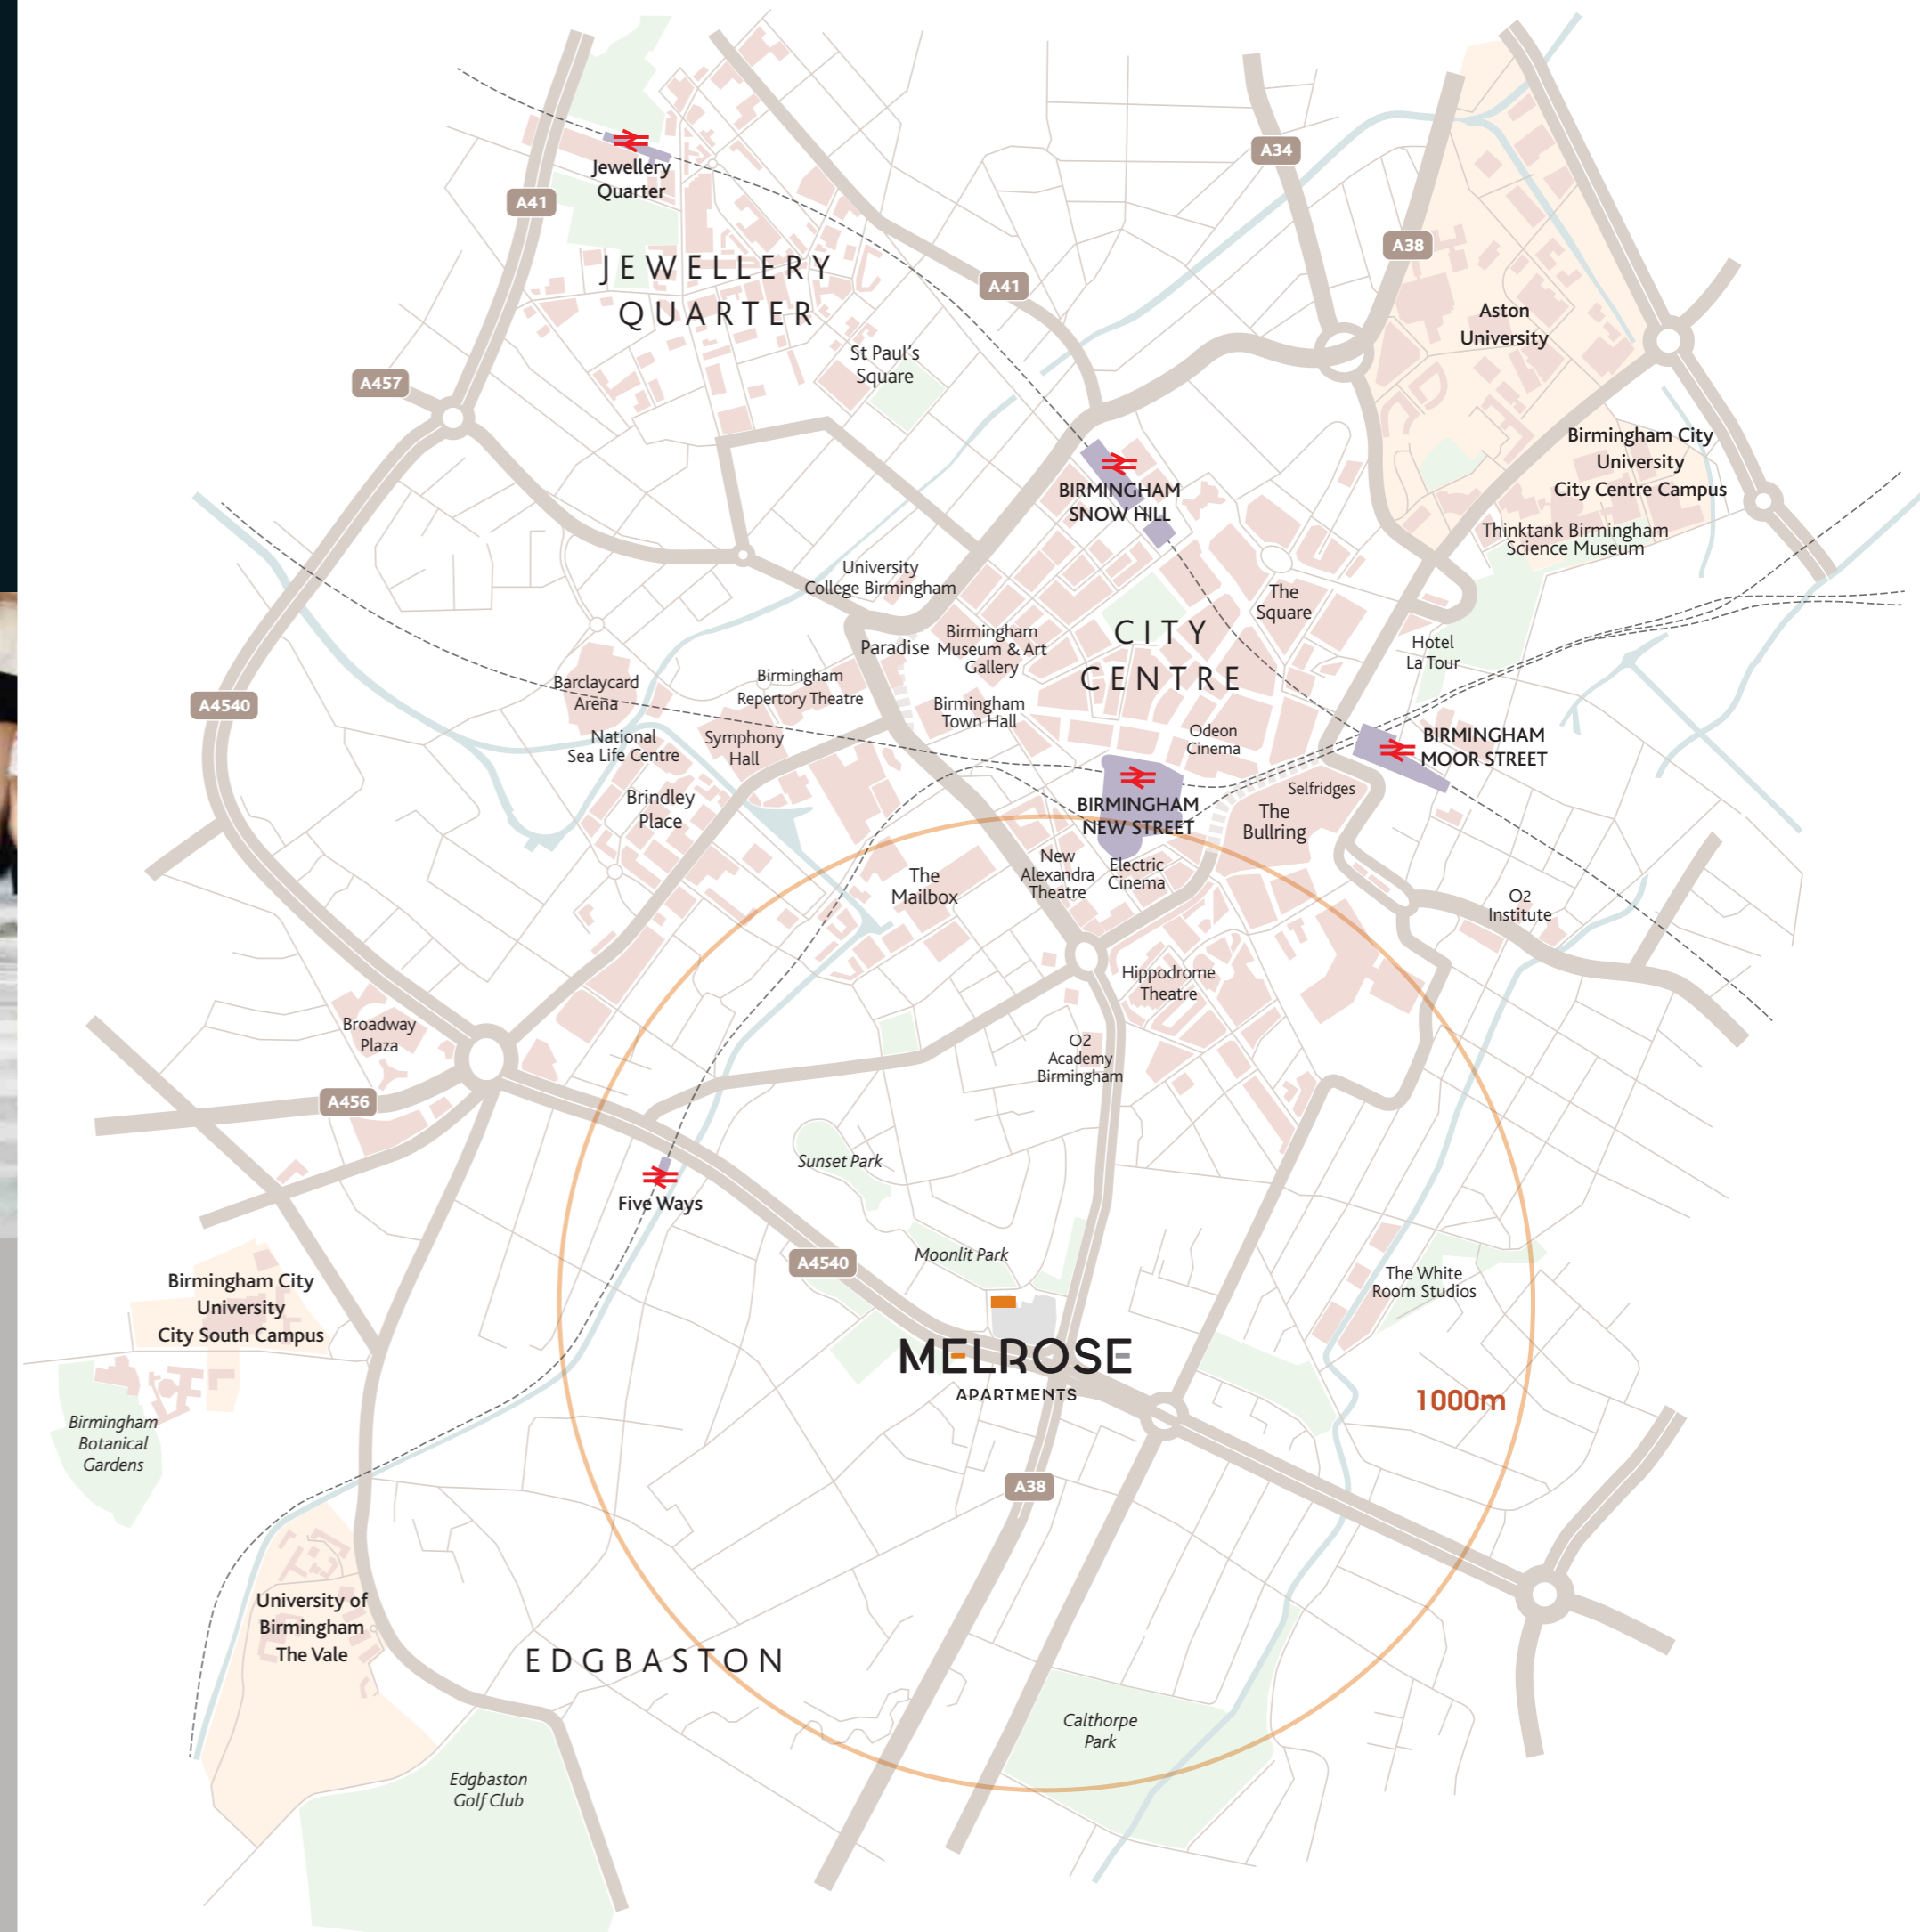 Jewellery
Quarter
A41
A34
A38
JEWELLERY
QUARTER
A41
Aston
University
St Paul's
Square
A457
Birmingham City
University
City Centre Campus
BIRMINGHAM
SNOW HILL
Thinktank Birmingham
Science Museum
University
College Birmingham
The
Square
CITY
CENTRE
Paradise
Birmingham
Museum & Art
Gallery
Hotel
La Tour
Birmingham
Repertory Theatre
Barclaycard
Arena
A4540
Birmingham
Town Hall
National
Sea Life Centre
Symphony
Hall
Odeon
Cinema
BIRMINGHAM
MOOR STREET
Brindley
Place
BIRMINGHAM
NEW STREET
Selfridges
The
Bullring
The
Mailbox
New
Alexandra
Theatre
Electric
Cinema
O2
Institute
Hippodrome
Theatre
Broadway
Plaza
O2
Academy
Birmingham
A456
Sunset Park
Five Ways
Moonlit Park
A4540
Birmingham City
University
City South Campus
The White
Room Studios
MELROSE
APARTMENTS
1000m
Birmingham
Botanical
Gardens
A38
University of
Birmingham
The Vale
EDGBASTON
Calthorpe
Park
Edgbaston
Golf Club